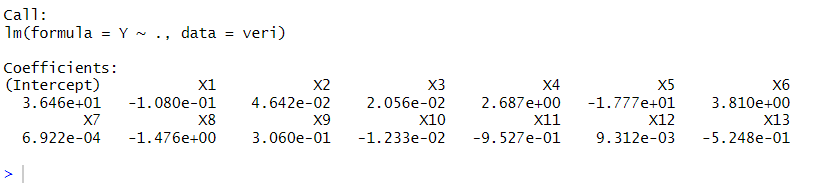 Call:
lm(formula = Y ~ ., data = veri)
Coefficients:
(Intercept) X1 X2 X3 X4 X5 X6
3.646e+01 -1.080e-01 4.642e-02 2.056e-02 2.687e+00 -1.777e+01 3.810e+00
X7 X8 X9 X10 X11 X12 X13
6.922e-04 -1.476e+00 3.060e-01 -1.233e-02 -9.527e-01 9.312e-03 -5.248e-01
>